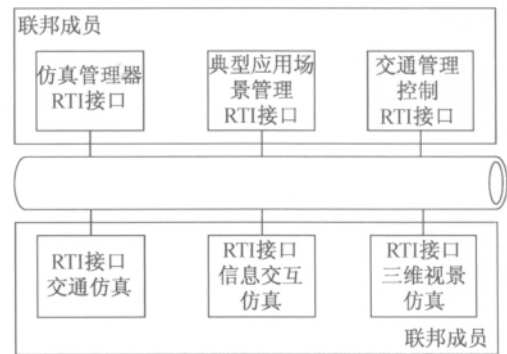 联邦成员
仿真管理器
RTI接口
典型应用场
景管理
RTI接口
交通管理
控制
RTI接口
RTI接口
交通仿真
RTI接口
信息交互
仿真
RTI接口
三维视景
仿真
联邦成员